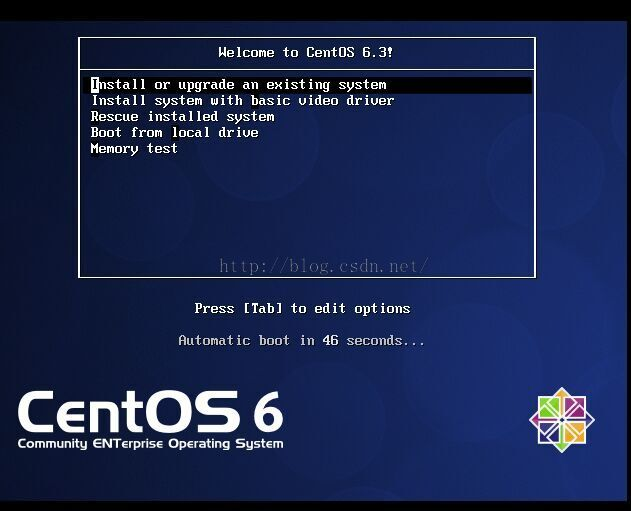 Welcome to CentOS 6.3!
Install or upgrade an existing system
Install system with basic video driver
Rescue installed system
Boot from local drive
Memory test
http://blog.csdn.net/
Press [Tab] to edit options
Automatic boot in 46 seconds...
CentOS 6
Community ENTerprise Operating System